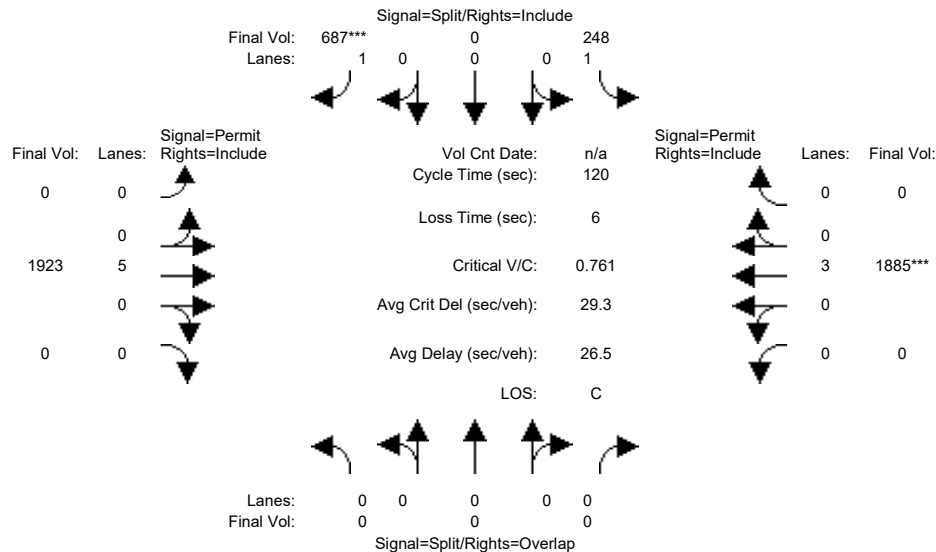 Signal=Split/Rights=Include
Final Vol: 687*** 0 248
Lanes: 1 0 0 0 1
Signal=Permit Signal=Permit
Final Vol: Lanes: Rights=Include Vol Cnt Date: n/a Rights=Include Lanes: Final Vol:
Cycle Time (sec): 120
0 0 0 0
Loss Time (sec): 6
0 0
1923 5 Critical V/C: 0.761 3 1885***
0 Avg Crit Del (sec/veh): 29.3 0
0 0 Avg Delay (sec/veh): 26.5 0 0
LOS: C
Lanes: 0 0 0 0 0
Final Vol: 0 0 0
Signal=Split/Rights=Overlap